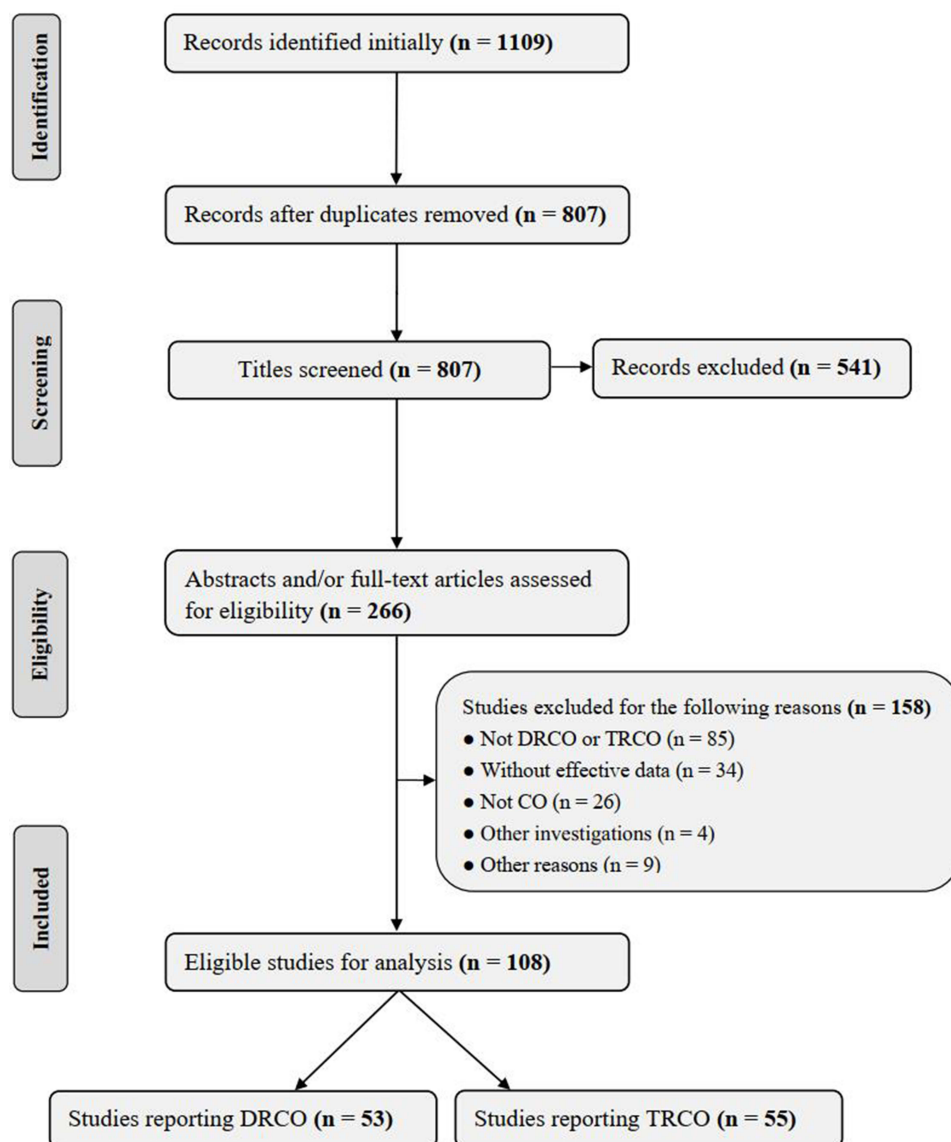 Identification
Records identified initially (n = 1109)
Records after duplicates removed (n = 807)
Screening
Titles screened (n = 807)
Records excluded (n = 541)
Eligibility
Abstracts and/or full-text articles assessed
for eligibility (n = 266)
Studies excluded for the following reasons (n = 158)
● Not DRCO or TRCO (n = 85)
● Without effective data (n = 34)
● Not CO (n = 26)
● Other investigations (n = 4)
● Other reasons (n = 9)
Included
Eligible studies for analysis (n = 108)
Studies reporting DRCO (n = 53)
Studies reporting TRCO (n = 55)